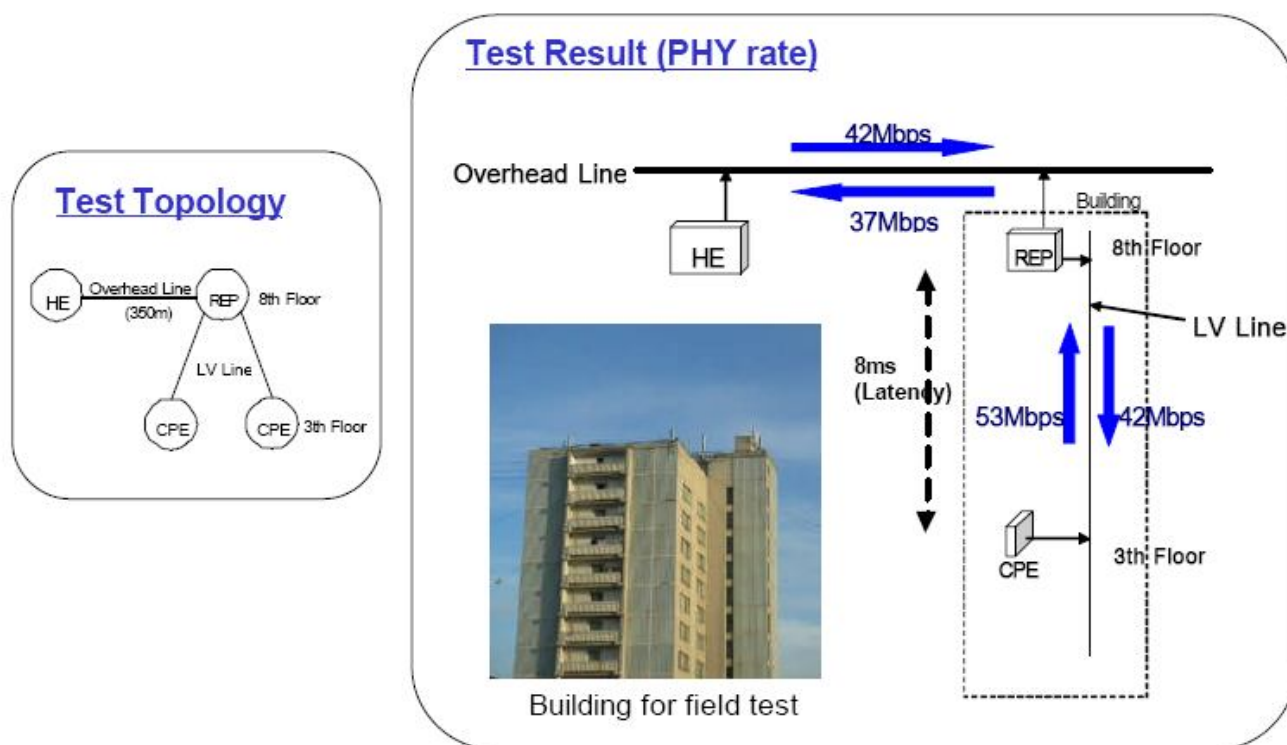 Test Topology
HE
Overhead Line
(350m)
REP
8th Floor
LV Line
CPE
CPE
3th Floor
Test Result (PHY rate)
42Mbps
Overhead Line
37Mbps
Building
HE
REP
8th Floor
LV Line
8ms
(Latency)
53Mbps
42Mbps
CPE
3th Floor
Building for field test